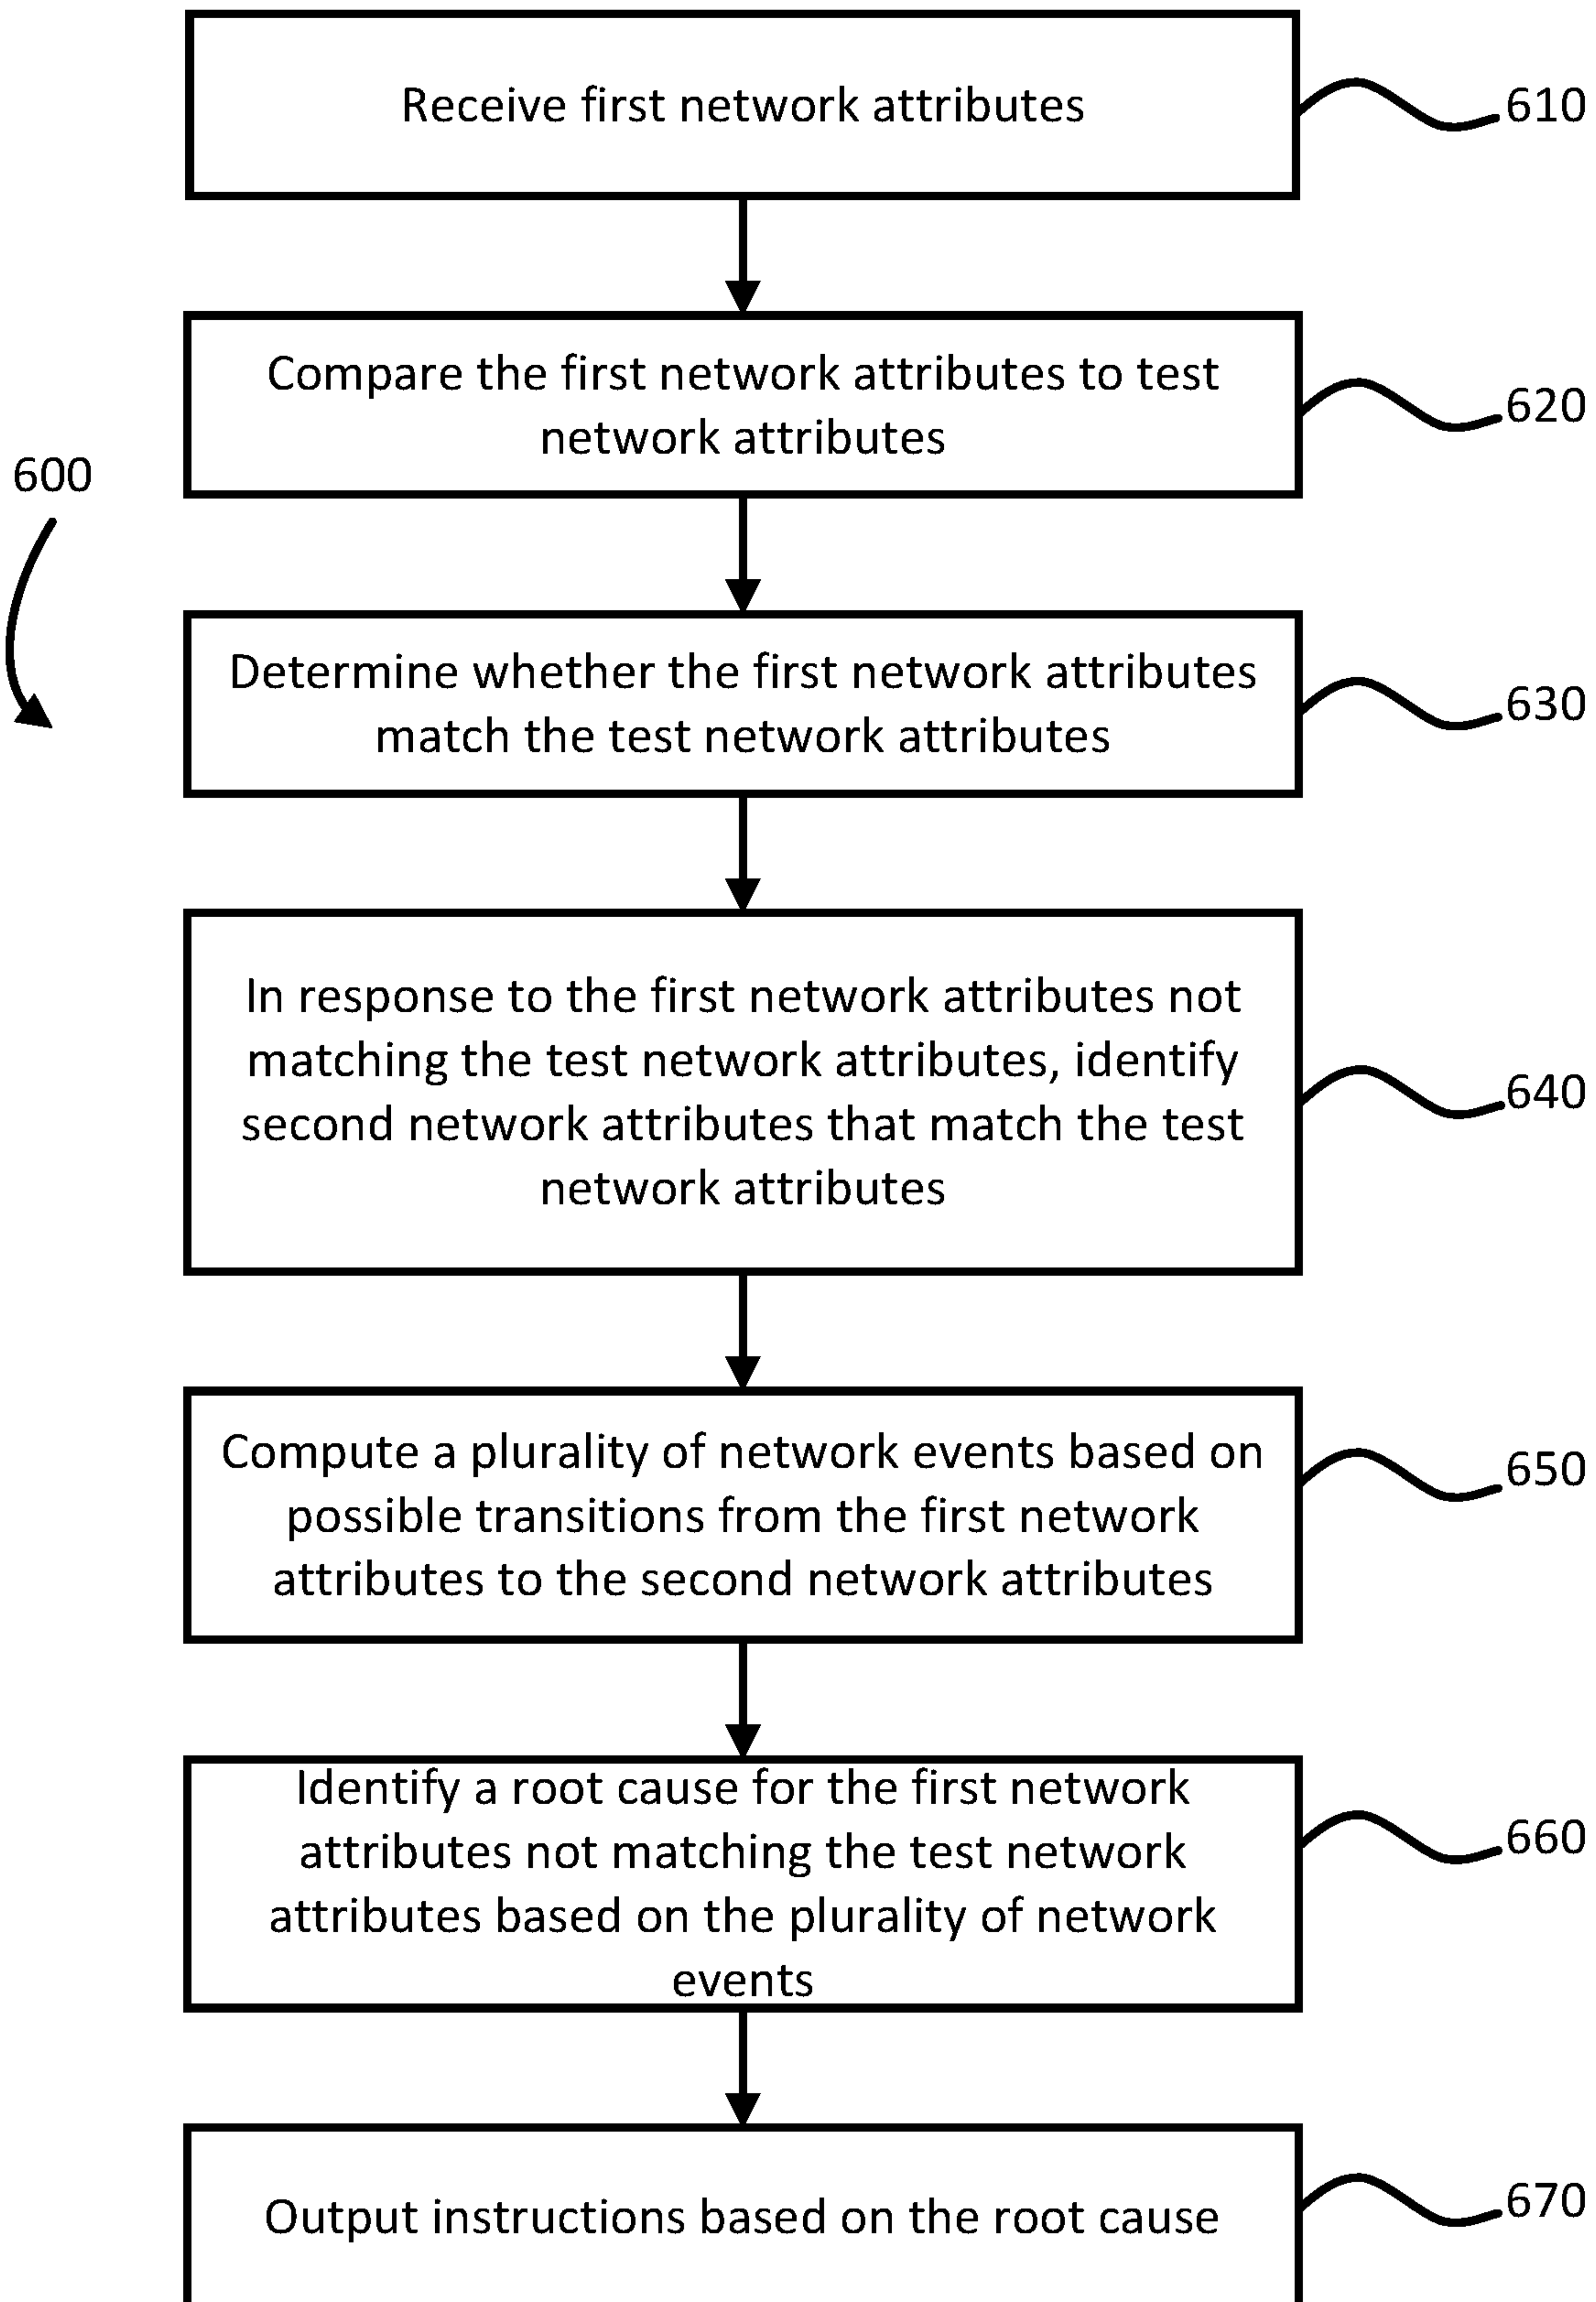 Receive first network attributes
610
Compare the first network attributes to test
network attributes
620
600
Determine whether the first network attributes
match the test network attributes
630
In response to the first network attributes not
matching the test network attributes, identify
second network attributes that match the test
network attributes
640
Compute a plurality of network events based on
possible transitions from the first network
attributes to the second network attributes
650
Identify a root cause for the first network
attributes not matching the test network
attributes based on the plurality of network
events
660
Output instructions based on the root cause
670